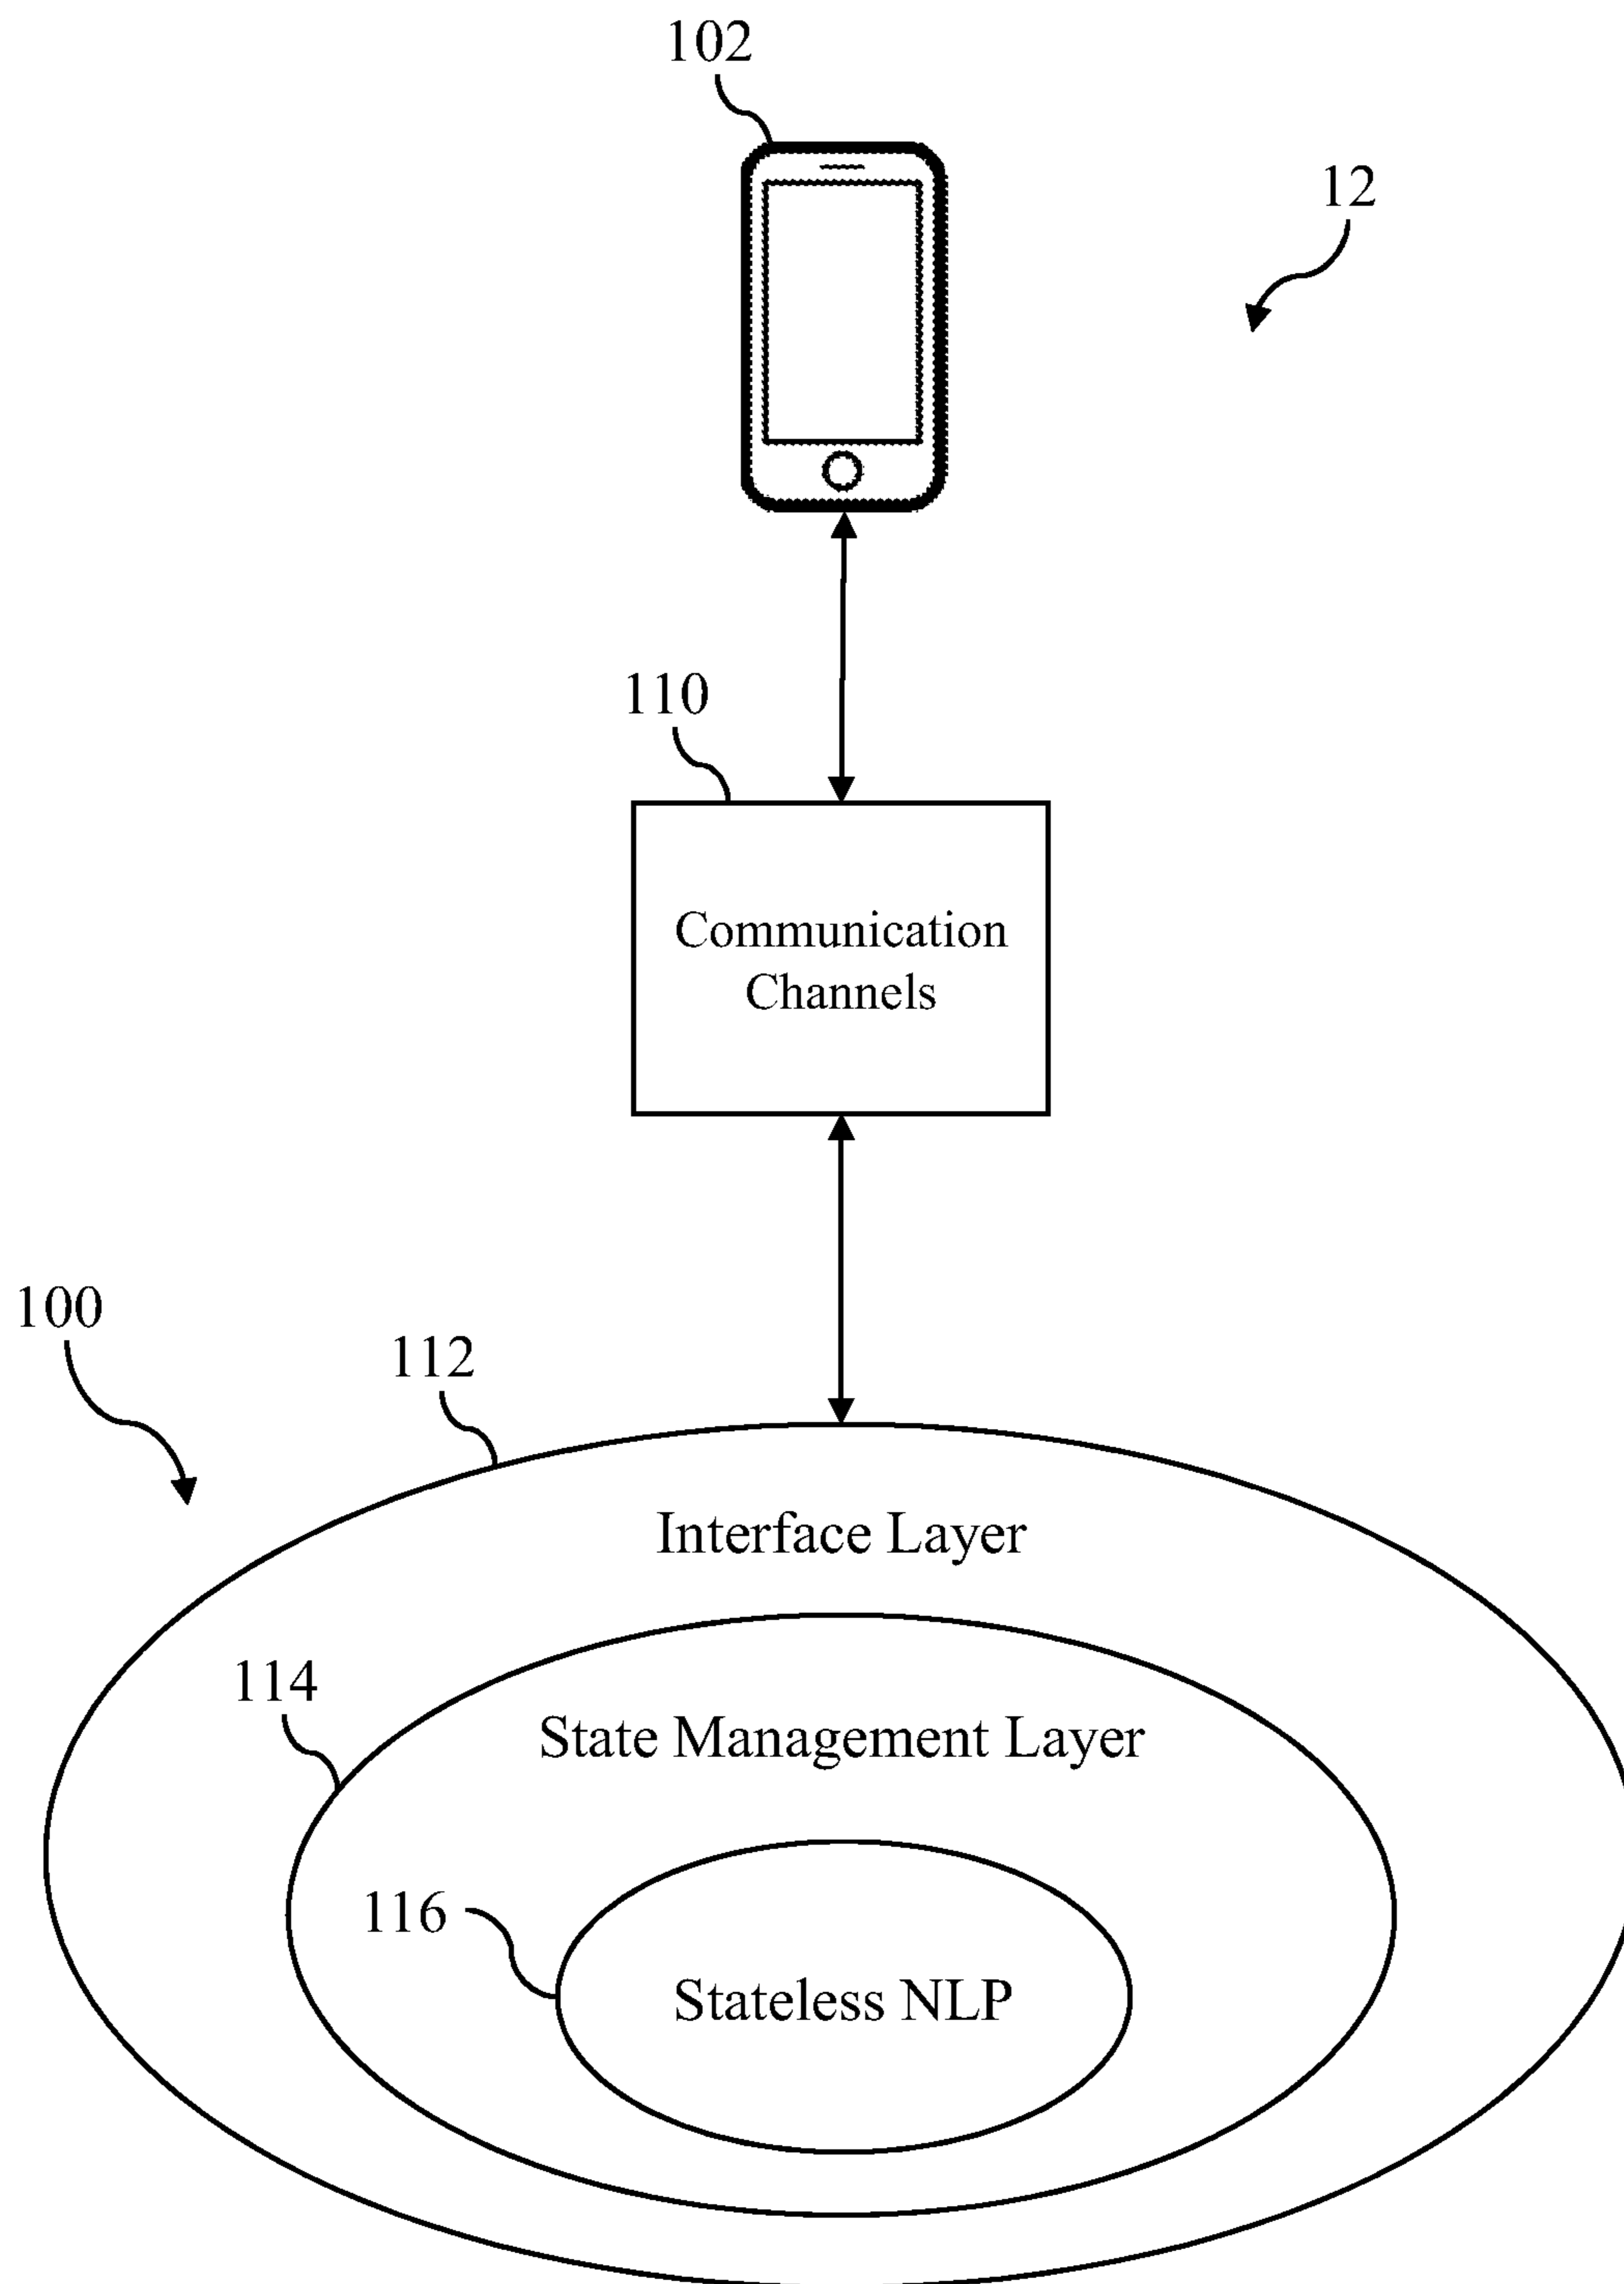 102
12
110
Communication
Channels
100
112
Interface Layer
114
State Management Layer
116
Stateless NLP